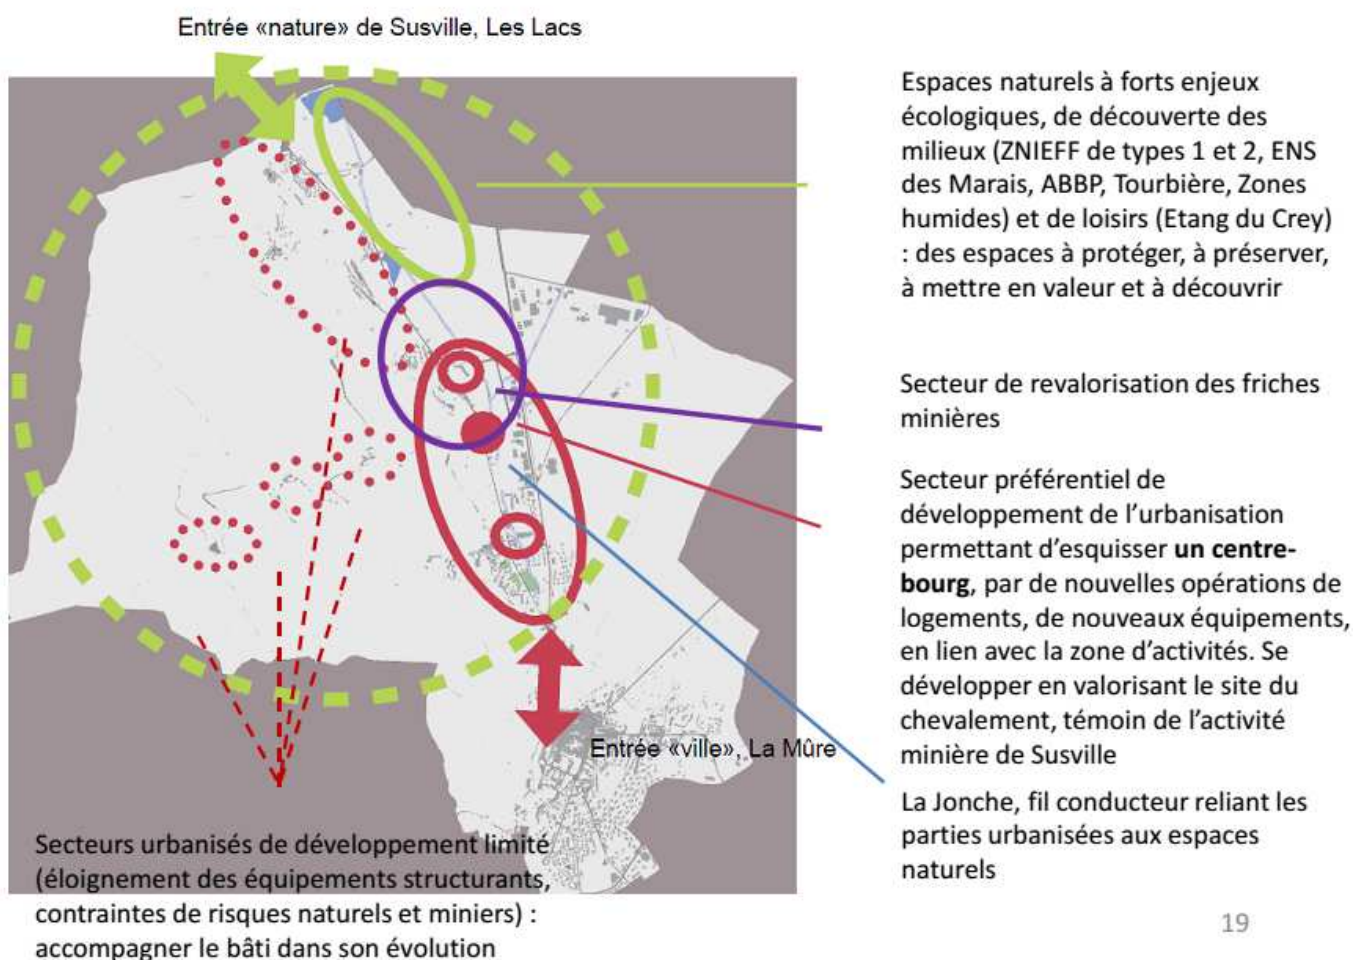 Entrée «nature» de Susville, Les Lacs
Espaces naturels à forts enjeux
écologiques, de découverte des
milieux (ZNIEFF de types 1 et 2, ENS
des Marais, ABBP, Tourbière, Zones
humides) et de loisirs (Etang du Crey)
: des espaces à protéger, à préserver,
à mettre en valeur et à découvrir
Secteur de revalorisation des friches
minières
Secteur préférentiel de
développement de l’urbanisation
permettant d’esquisser un centre-
bourg, par de nouvelles opérations de
logements, de nouveaux équipements,
en lien avec la zone d’activités. Se
développer en valorisant le site du
chevalement, témoin de l’activité
minière de Susville
Entrée «ville», La Mûre
La Jonche, fil conducteur reliant les
parties urbanisées aux espaces
naturels
Secteurs urbanisés de développement limité
(éloignement des équipements structurants,
contraintes de risques naturels et miniers) :
accompagner le bâti dans son évolution
19